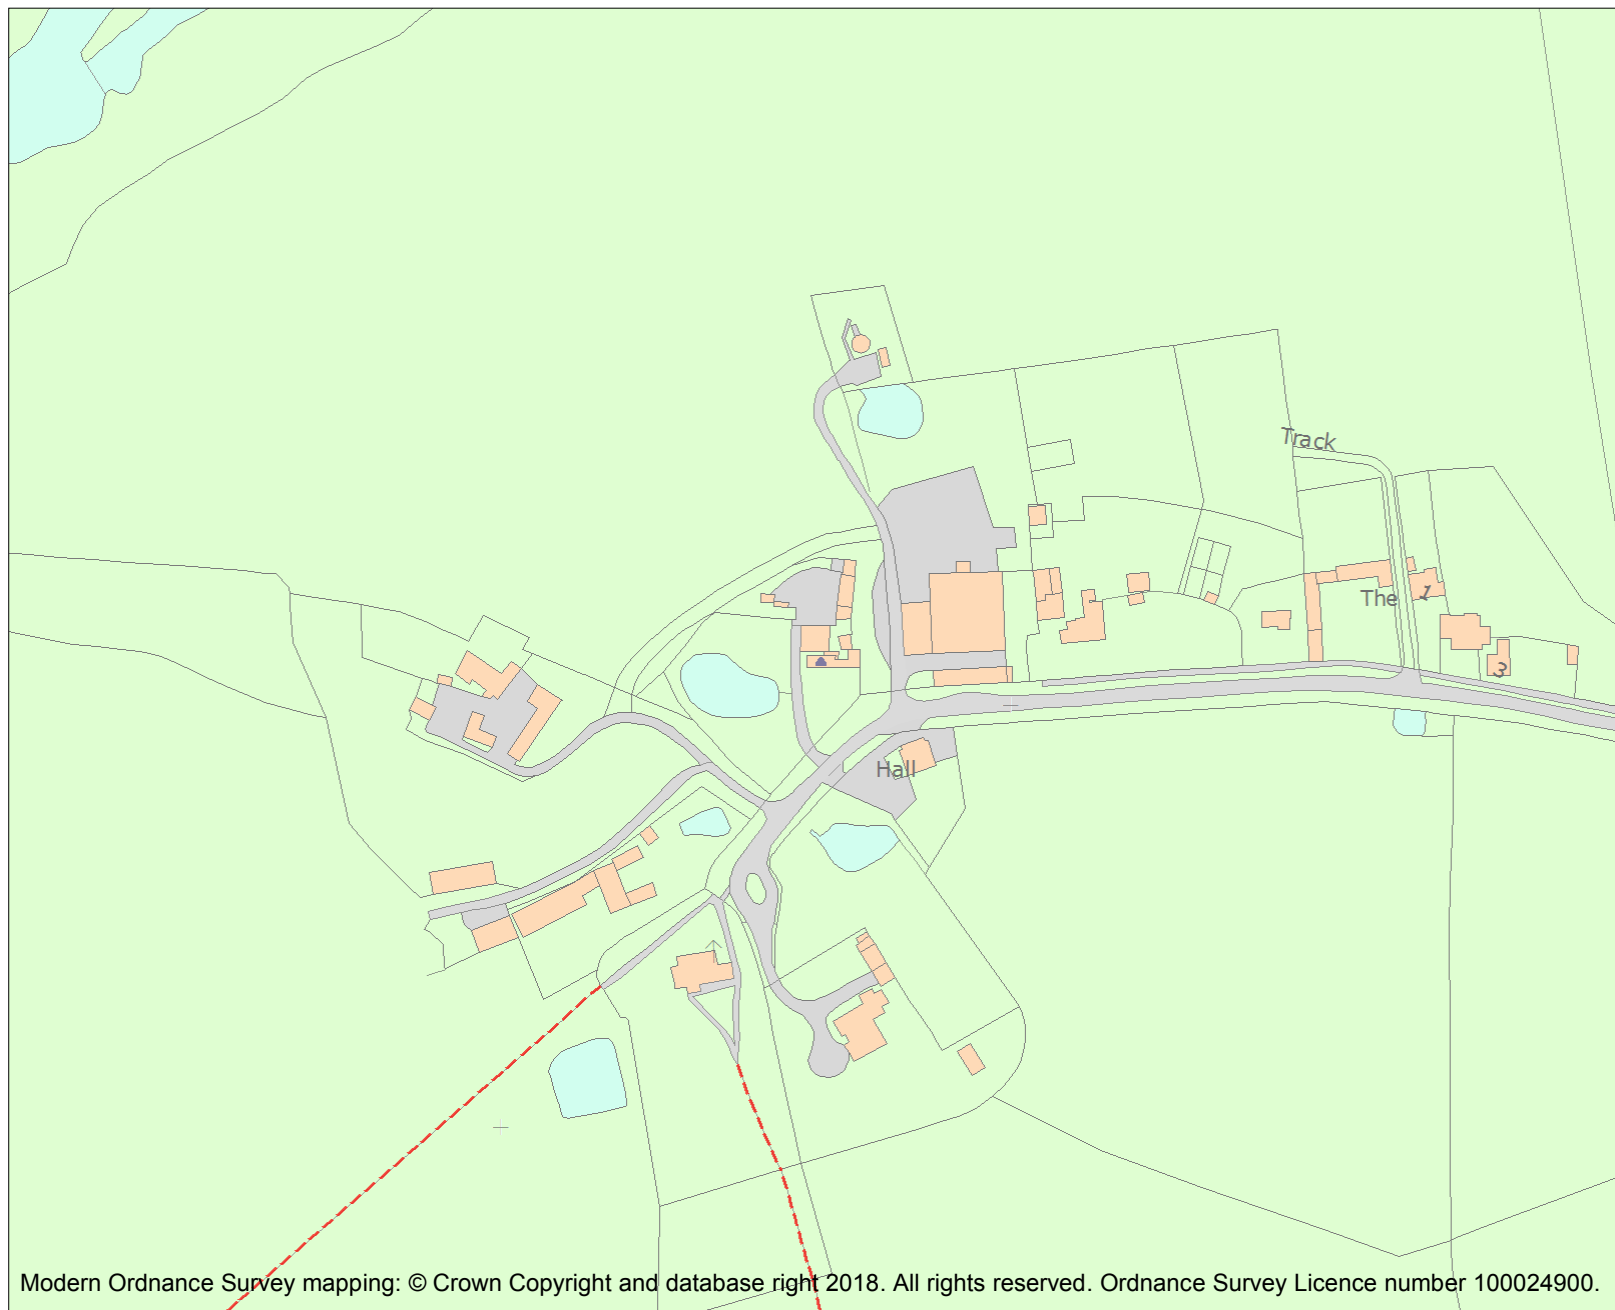 Track
The
1
3
Hall
Modern Ordnance Survey mapping: © Crown Copyright and database right 2018. All rights reserved. Ordnance Survey Licence number 100024900.